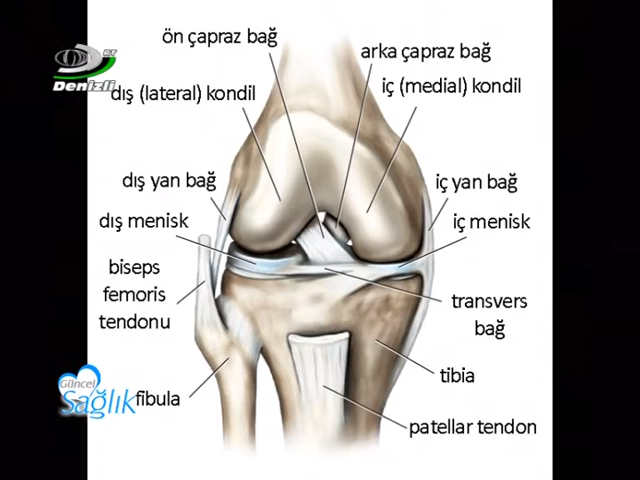 ön çapraz bağ
arka çapraz bağ
RT
Denizli
dış (lateral) kondil
iç (medial) kondil
dış yan bağ
iç yan bağ
dış menisk
iç menisk
biseps
femoris
tendonu
transvers
bağ
tibia
Güncel
Sağlık
fibula
patellar tendon